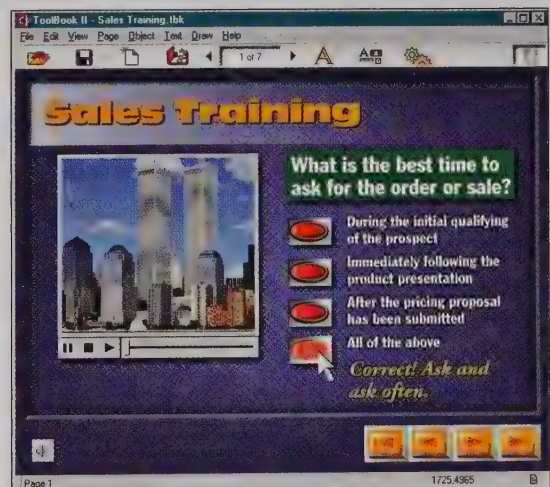 ToolBook II - Sales Training.tbk
File Edit View Page Object Text Draw Help
1 of 7
Sales Training
What is the best time to
ask for the order or sale?
During the initial qualifying
of the prospect
Immediately following the
product presentation
After the pricing proposal
has been submitted
All of the above
Correct! Ask and
ask often.
Page 1 1725,4965